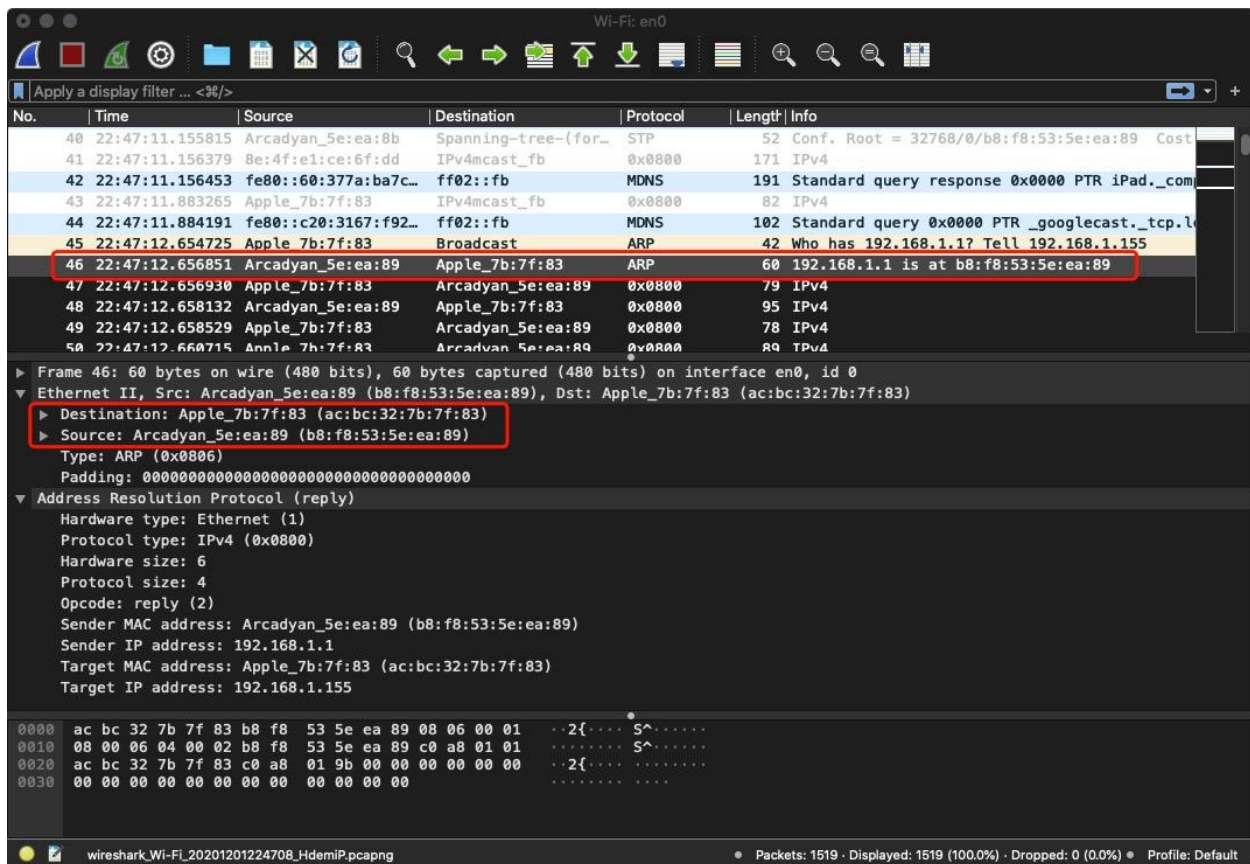 Wi-Fi: en0
Apply a display filter ... <⌘/>
No. Time Source Destination Protocol Length Info
40 22:47:11.155815 Arcadyan_5e:ea:8b Spanning-tree-(for… STP 52 Conf. Root = 32768/0/b8:f8:53:5e:ea:89 Cost
41 22:47:11.156379 8e:4f:e1:ce:6f:dd IPv4mcast_fb 0x0800 171 IPv4
42 22:47:11.156453 fe80::60:377a:ba7c… ff02::fb MDNS 191 Standard query response 0x0000 PTR iPad._com
43 22:47:11.883265 Apple_7b:7f:83 IPv4mcast_fb 0x0800 82 IPv4
44 22:47:11.884191 fe80::c20:3167:f92… ff02::fb MDNS 102 Standard query 0x0000 PTR _googlecast._tcp.l
45 22:47:12.654725 Apple_7b:7f:83 Broadcast ARP 42 Who has 192.168.1.1? Tell 192.168.1.155
46 22:47:12.656851 Arcadyan_5e:ea:89 Apple_7b:7f:83 ARP 60 192.168.1.1 is at b8:f8:53:5e:ea:89
47 22:47:12.656930 Apple_7b:7f:83 Arcadyan_5e:ea:89 0x0800 79 IPv4
48 22:47:12.658132 Arcadyan_5e:ea:89 Apple_7b:7f:83 0x0800 95 IPv4
49 22:47:12.658529 Apple_7b:7f:83 Arcadyan_5e:ea:89 0x0800 78 IPv4
50 22:47:12.660715 Apple_7b:7f:83 Arcadyan_5e:ea:89 0x0800 89 IPv4
Frame 46: 60 bytes on wire (480 bits), 60 bytes captured (480 bits) on interface en0, id 0
Ethernet II, Src: Arcadyan_5e:ea:89 (b8:f8:53:5e:ea:89), Dst: Apple_7b:7f:83 (ac:bc:32:7b:7f:83)
Destination: Apple_7b:7f:83 (ac:bc:32:7b:7f:83)
Source: Arcadyan_5e:ea:89 (b8:f8:53:5e:ea:89)
Type: ARP (0x0806)
Padding: 000000000000000000000000000000000000
Address Resolution Protocol (reply)
Hardware type: Ethernet (1)
Protocol type: IPv4 (0x0800)
Hardware size: 6
Protocol size: 4
Opcode: reply (2)
Sender MAC address: Arcadyan_5e:ea:89 (b8:f8:53:5e:ea:89)
Sender IP address: 192.168.1.1
Target MAC address: Apple_7b:7f:83 (ac:bc:32:7b:7f:83)
Target IP address: 192.168.1.155
0000 ac bc 32 7b 7f 83 b8 f8 53 5e ea 89 08 06 00 01 ··2{···· S^······
0010 08 00 06 04 00 02 b8 f8 53 5e ea 89 c0 a8 01 01 ········ S^······
0020 ac bc 32 7b 7f 83 c0 a8 01 9b 00 00 00 00 00 00 ··2{···· ········
0030 00 00 00 00 00 00 00 00 00 00 00 00 ········ ····
wireshark_Wi-Fi_20201201224708_HdemiP.pcapng Packets: 1519 · Displayed: 1519 (100.0%) · Dropped: 0 (0.0%) Profile: Default